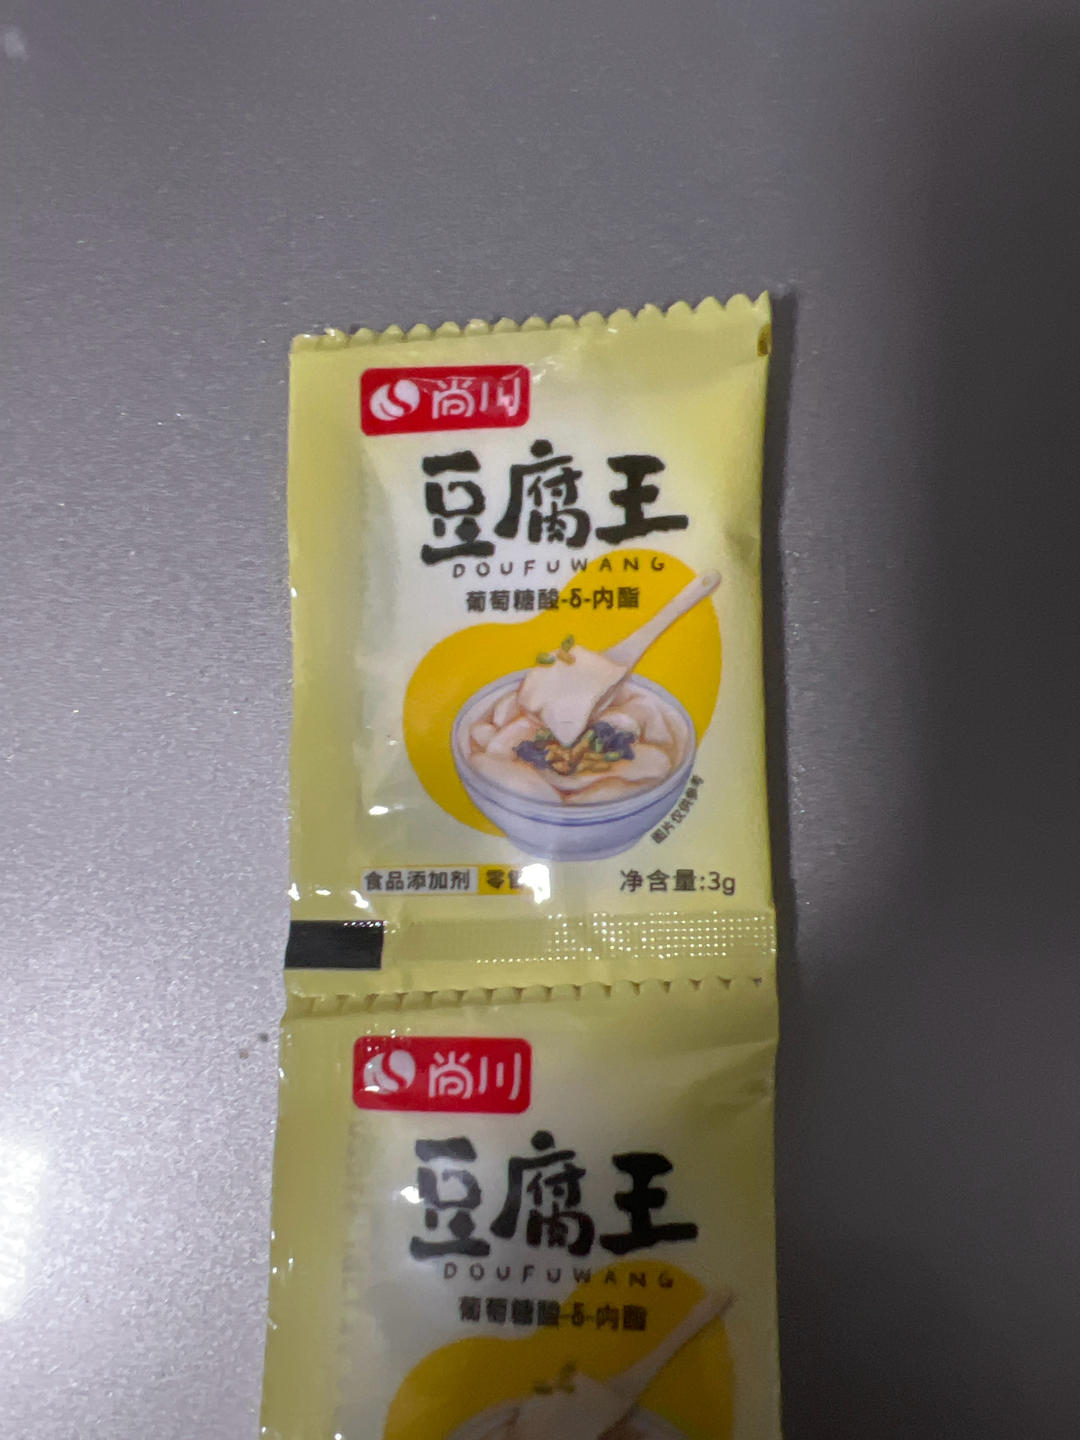 尚川
豆腐王
DOUFUWANG
葡萄糖酸-δ-内酯
图片仅供参考
食品添加剂 零售
净含量:3g
尚川
豆腐王
DOUFUWANG
葡萄糖酸-δ-内酯